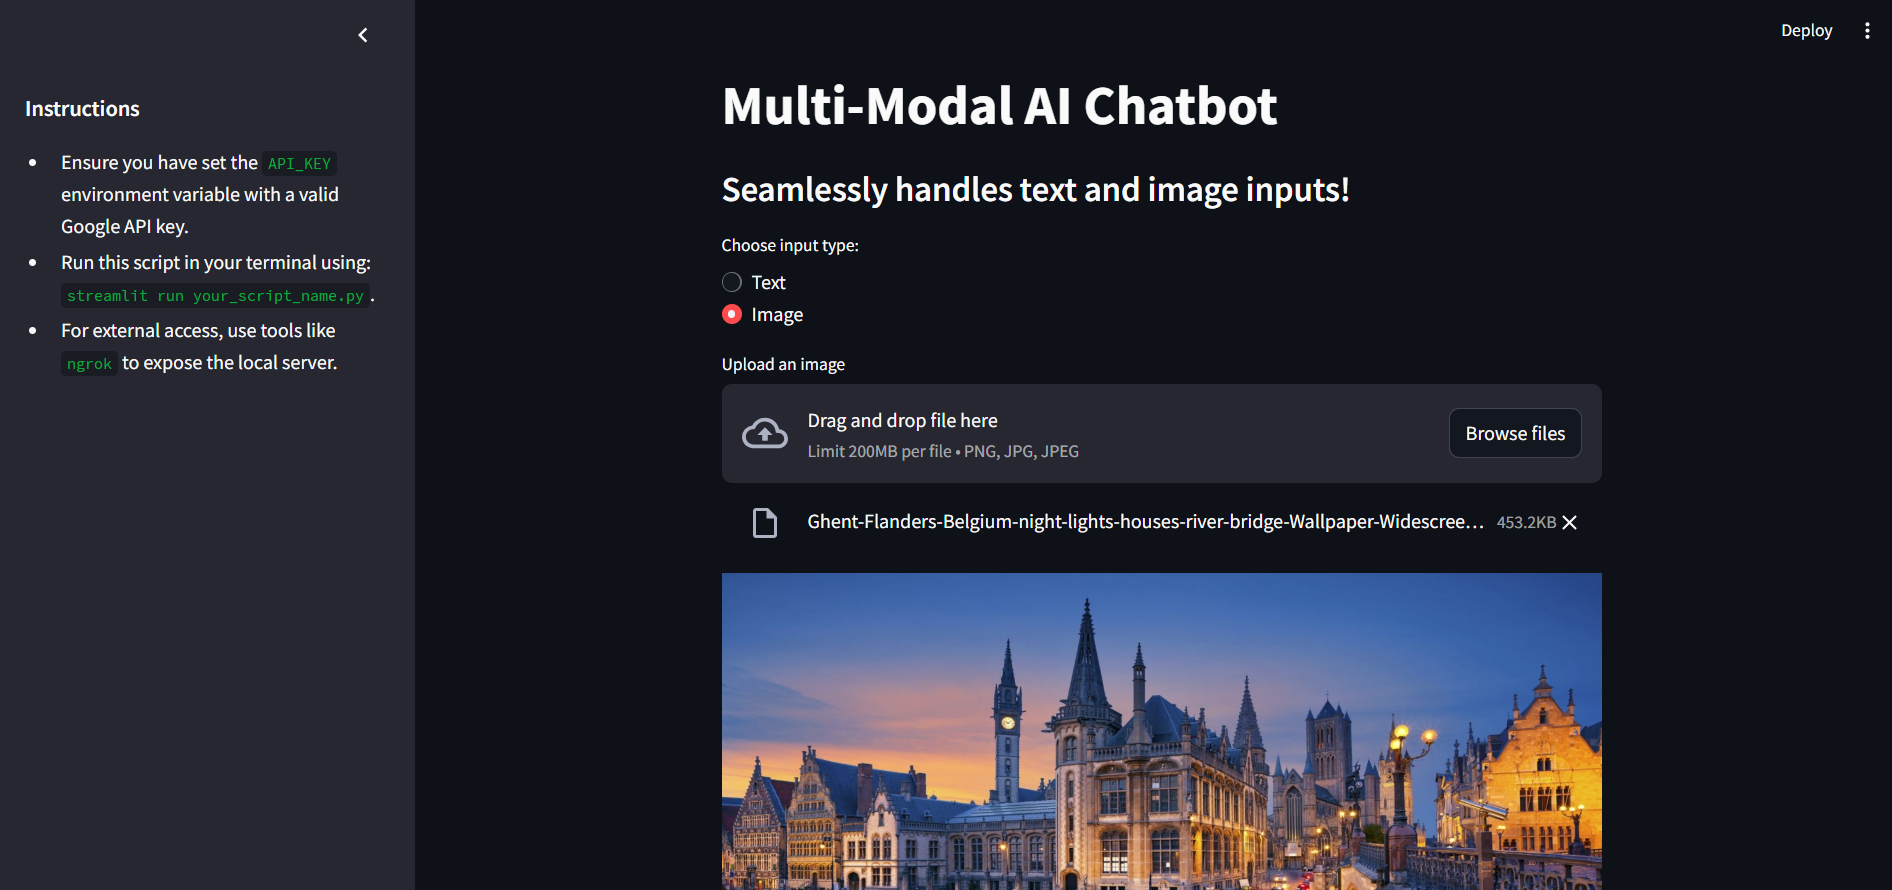 Deploy
Instructions
• Ensure you have set the API_KEY
environment variable with a valid
Google API key.
• Run this script in your terminal using:
streamlit run your_script_name.py.
• For external access, use tools like
ngrok to expose the local server.
Multi-Modal AI Chatbot
Seamlessly handles text and image inputs!
Choose input type:
Text
Image
Upload an image
Drag and drop file here
Limit 200MB per file • PNG, JPG, JPEG
Browse files
Ghent-Flanders-Belgium-night-lights-houses-river-bridge-Wallpaper-Widescree... 453.2KB